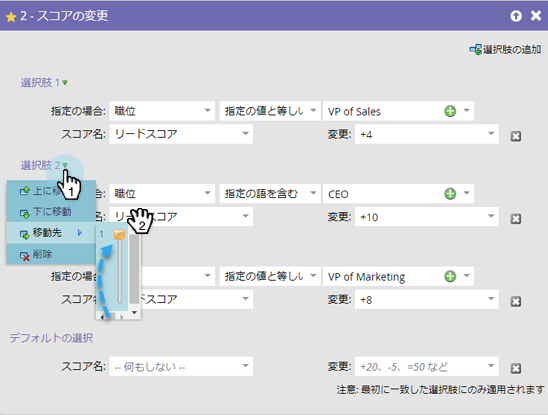 2 - スコアの変更
選択肢の追加
選択肢 1
指定の場合: 職位 指定の値と等しい VP of Sales
スコア名: リードスコア 変更: +4
選択肢 2
1
上に移
職位 指定の語を含む CEO
下に移動
リードスコア 変更: +10
2
移動先 1
削除
指定の場合: 職位 指定の値と等しい VP of Marketing
スコア名: リードスコア 変更: +8
デフォルトの選択
スコア名: -- 何もしない -- 変更: +20、-5、=50 など
注意: 最初に一致した選択肢にのみ適用されます